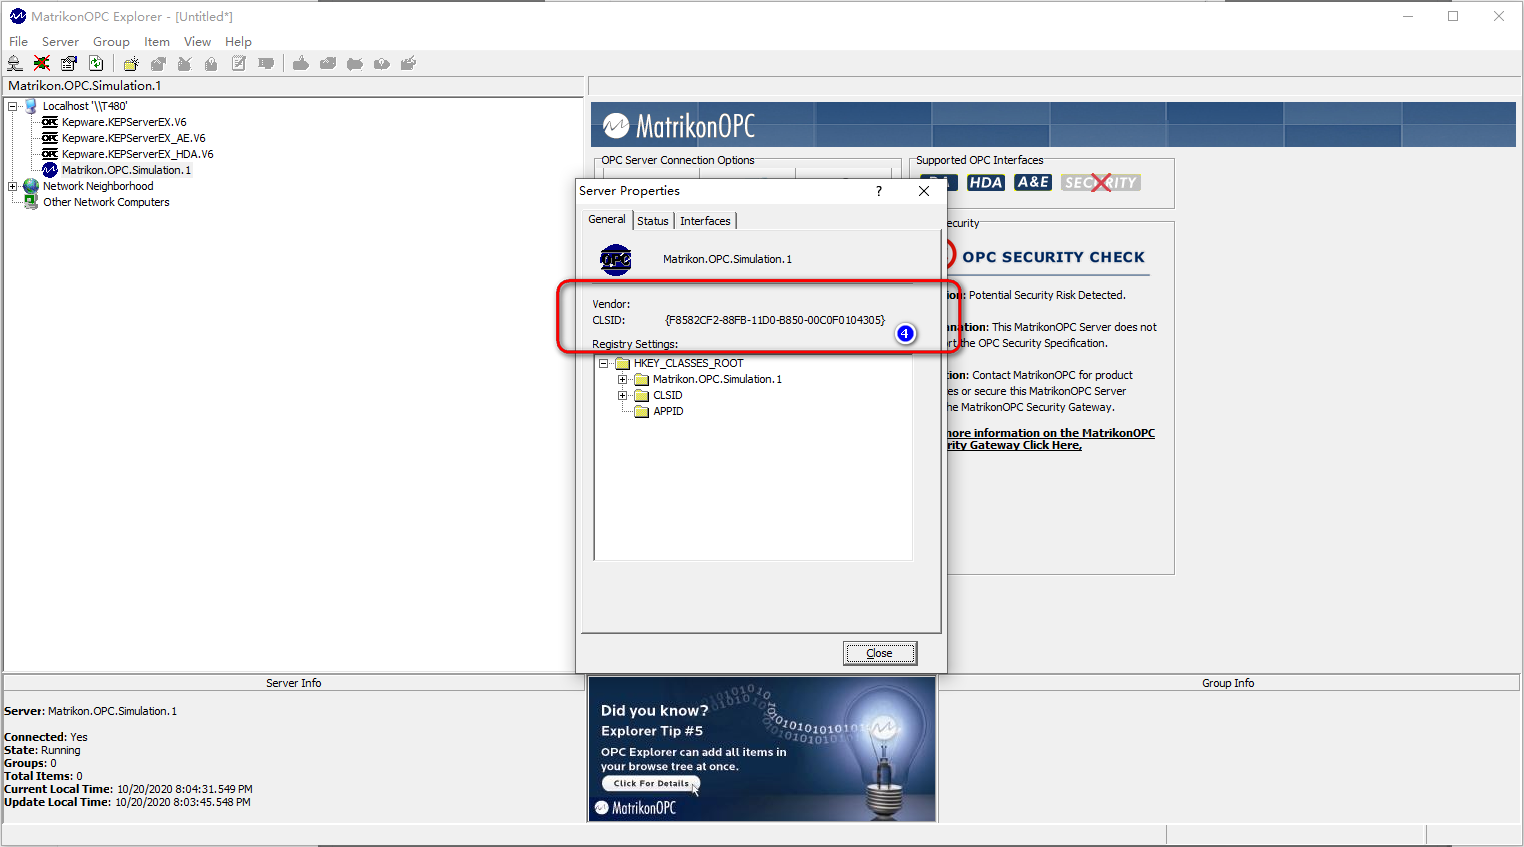 MatrikonOPC Explorer - [Untitled*]
File Server Group Item View Help
Matrikon.OPC.Simulation.1
Localhost '\\T480'
Kepware.KEPServerEX.V6
Kepware.KEPServerEX_AE.V6
Kepware.KEPServerEX_HDA.V6
Matrikon.OPC.Simulation.1
Network Neighborhood
Other Network Computers
MatrikonOPC
OPC Server Connection Options
Supported OPC Interfaces
HDA A&E SECURITY
Server Properties ?
General Status Interfaces
OPC
Matrikon.OPC.Simulation.1
Vendor:
CLSID: {F8582CF2-88FB-11D0-B850-00C0F0104305}
4
Registry Settings:
HKEY_CLASSES_ROOT
Matrikon.OPC.Simulation.1
CLSID
APPID
Close
ecurity
OPC SECURITY CHECK
ion: Potential Security Risk Detected.
anation: This MatrikonOPC Server does not
rt the OPC Security Specification.
tion: Contact MatrikonOPC for product
es or secure this MatrikonOPC Server
he MatrikonOPC Security Gateway.
more information on the MatrikonOPC
rity Gateway Click Here,
Server Info
Server: Matrikon.OPC.Simulation.1
Connected: Yes
State: Running
Groups: 0
Total Items: 0
Current Local Time: 10/20/2020 8:04:31.549 PM
Update Local Time: 10/20/2020 8:03:45.548 PM
Did you know?
Explorer Tip #5
OPC Explorer can add all items in
your browse tree at once.
Click For Details
MatrikonOPC
Group Info